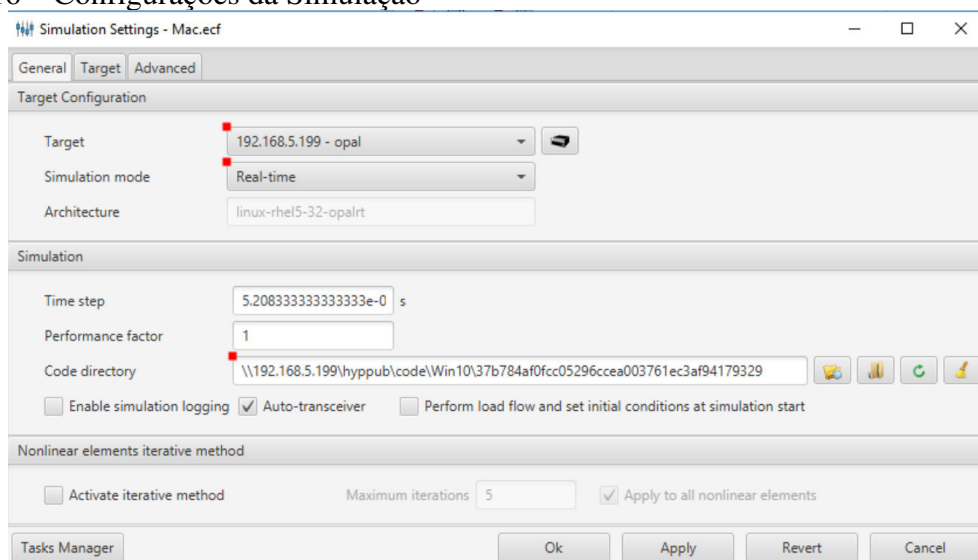 Configurações da Simulação
Simulation Settings - Mac.ecf
General Target Advanced
Target Configuration
Target 192.168.5.199 - opal
Simulation mode Real-time
Architecture linux-rhel5-32-opalrt
Simulation
Time step 5.208333333333333e-0 s
Performance factor 1
Code directory \\192.168.5.199\hyppub\code\Win10\37b784af0fcc05296ccea003761ec3af94179329
Enable simulation logging Auto-transceiver Perform load flow and set initial conditions at simulation start
Nonlinear elements iterative method
Activate iterative method Maximum iterations 5 Apply to all nonlinear elements
Tasks Manager Ok Apply Revert Cancel